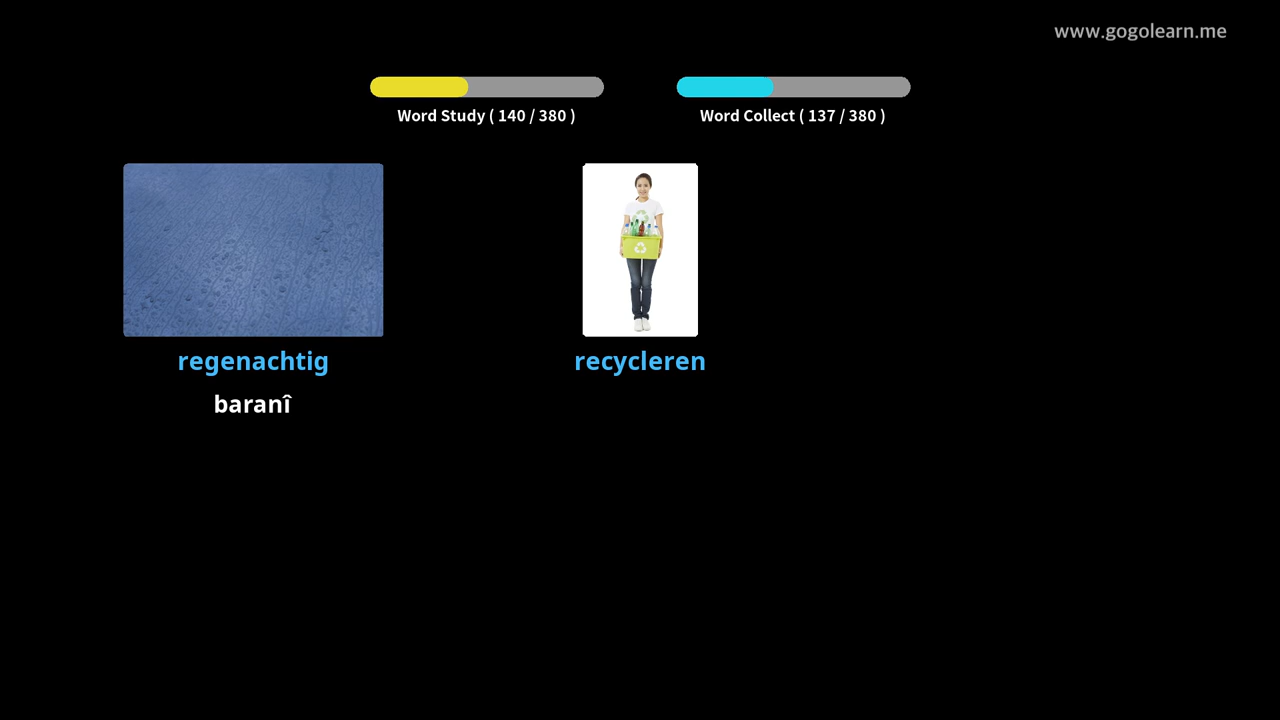 www.gogolearn.me
Word Study ( 140 / 380 )
Word Collect ( 137 / 380 )
regenachtig
baranî
recycleren